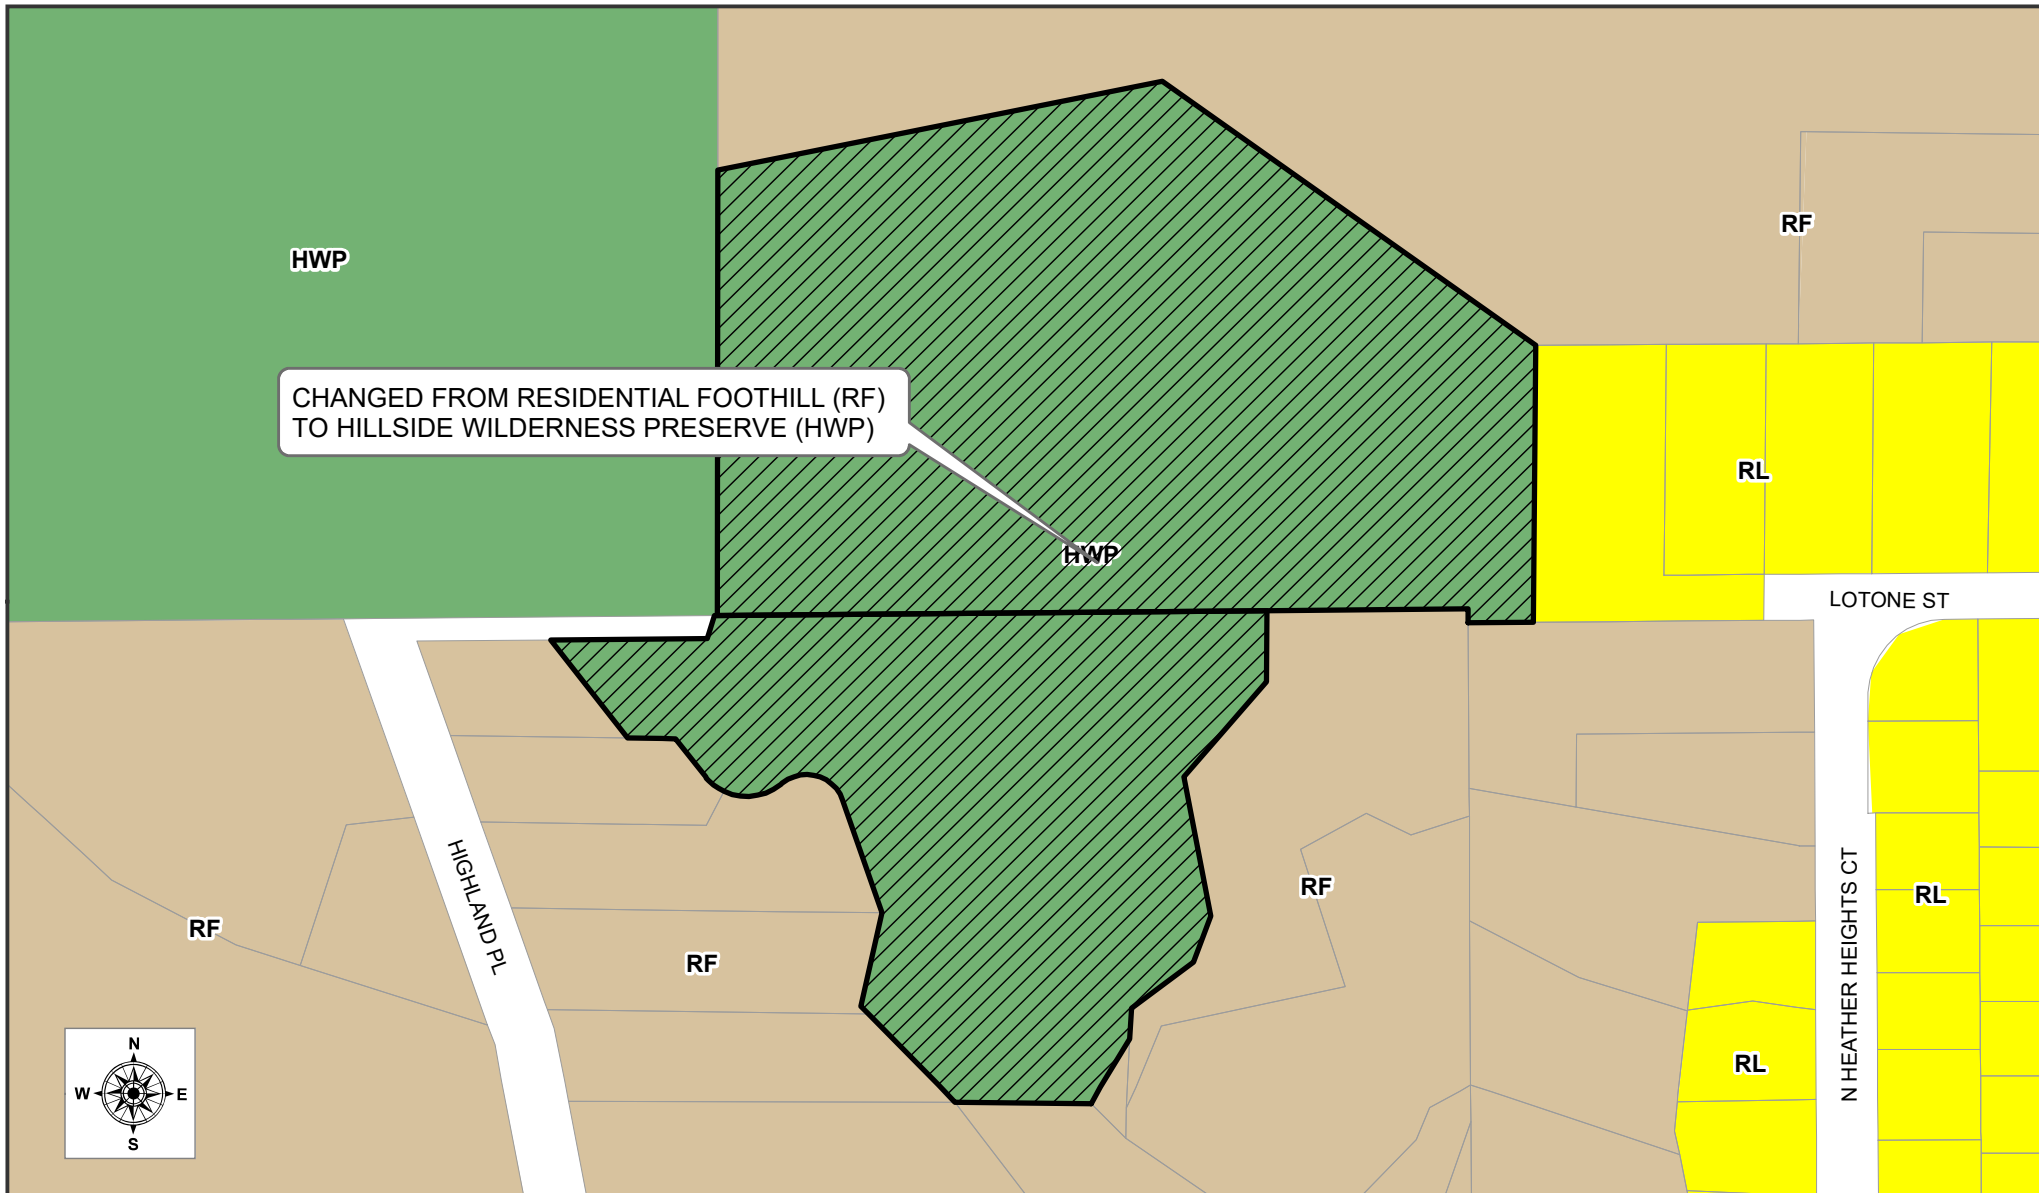 RF
HWP
CHANGED FROM RESIDENTIAL FOOTHILL (RF)
TO HILLSIDE WILDERNESS PRESERVE (HWP)
RL
HWP
LOTONE ST
HIGHLAND PL
RF
N HEATHER HEIGHTS CT
RL
RF
RF
N
W
E
S
RL